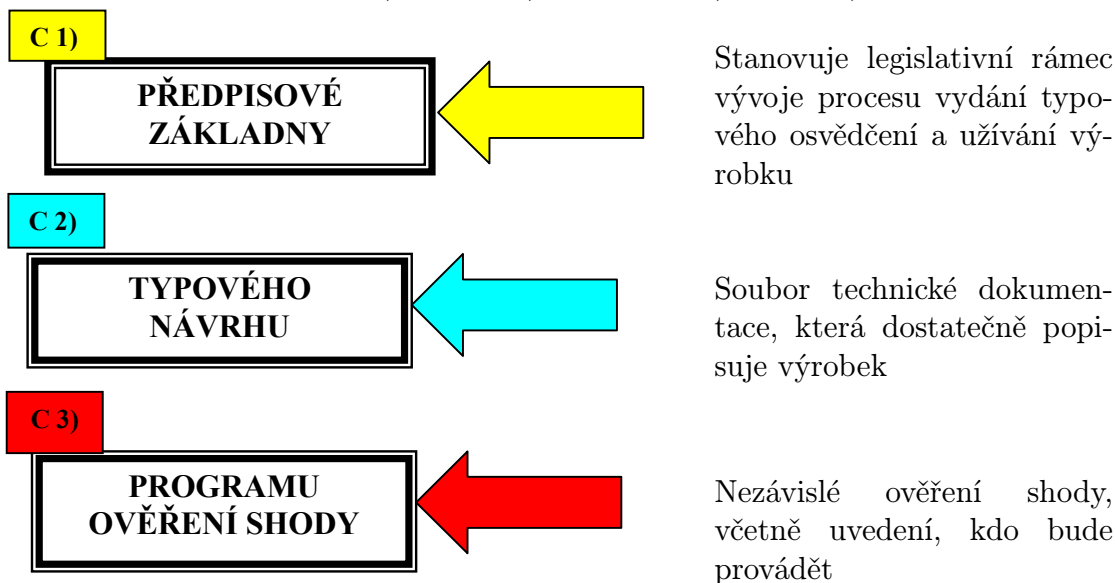 C 1)
PŘEDPISOVÉ
ZÁKLADNY
Stanovuje legislativní rámec
vývoje procesu vydání typo-
vého osvědčení a užívání vý-
robku
C 2)
TYPOVÉHO
NÁVRHU
Soubor technické dokumen-
tace, která dostatečně popi-
suje výrobek
C 3)
PROGRAMU
OVĚŘENÍ SHODY
Nezávislé ověření shody,
včetně uvedení, kdo bude
provádět